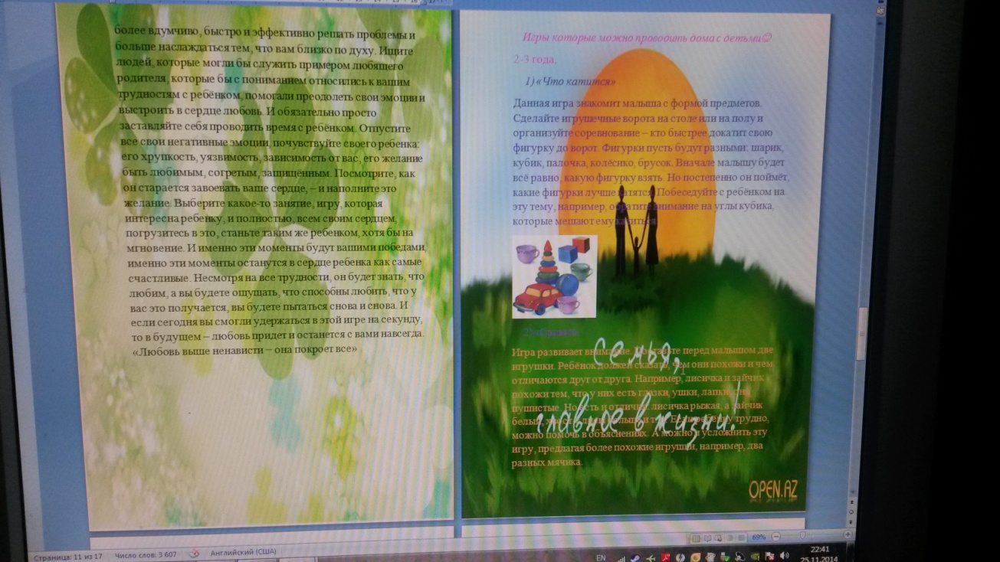 более вдумчиво, быстро и эффективно решать проблемы и
больше наслаждаться тем, что вам близко по духу. Ищите
людей, которые могли бы служить примером любящего
родителя, которые бы с пониманием относились к вашим
трудностям с ребёнком, помогали преодолеть свои эмоции и
выстроить в сердце любовь. И обязательно просто
заставляйте себя проводить время с ребёнком. Отпустите
все свои негативные эмоции, почувствуйте своего ребенка:
его хрупкость, уязвимость, зависимость от вас, его желание
быть любимым, согретым, защищенным. Посмотрите, как
он старается завоевать ваше сердце, – и наполните это
желание. Выберите какое-то занятие, игру, которая
интересна ребенку, и полностью, всем своим сердцем,
погрузитесь в это, станьте таким же ребенком, хотя бы на
мгновение. И именно эти моменты будут вашими победами,
именно эти моменты останутся в сердце ребенка как самые
счастливые. Несмотря на все трудности, он будет знать, что
любим, а вы будете ощущать, что способны любить, что у
вас это получается, вы будете пытаться снова и снова. И
если сегодня вы смогли удержаться в этой игре на секунду,
то в будущем – любовь придет и останется с вами навсегда.
«Любовь выше ненависти – она покроет все»
Игры которые можно проводить дома с детьми☺
2-3 года.
1) «Что катится»
Данная игра знакомит малыша с формой предметов.
Сделайте игрушечные ворота на столе или на полу и
организуйте соревнование – кто быстрее докатит свою
фигурку до ворот. Фигурки пусть будут разными: шарик,
кубик, палочка, колёсико, брусок. Вначале малышу будет
всё равно, какую фигурку взять. Но постепенно он поймёт,
какие фигурки лучше катятся. Побеседуйте с ребёнком на
эту тему, например, обратите внимание на углы кубика,
которые мешают ему катиться.
2)
Игра развивает внимание. Поставьте перед малышом две
игрушки. Ребёнок должен сказать, чем они похожи и чем
отличаются друг от друга. Например, лисичка и зайчик
похожи тем, что у них есть глазки, ушки, лапки, они
пушистые. Но есть и отличия: лисичка рыжая, а зайчик
белый, Если ребёнку трудно,
можно помочь в объяснениях. А можно и усложнить эту
игру, предлагая более похожие игрушки, например, два
разных мячика.
семья,
главное в жизни!
OPEN.AZ
69%
Страница: 11 из 17 Число слов: 3 607 Английский (США)
EN 22:41
25.11.2014